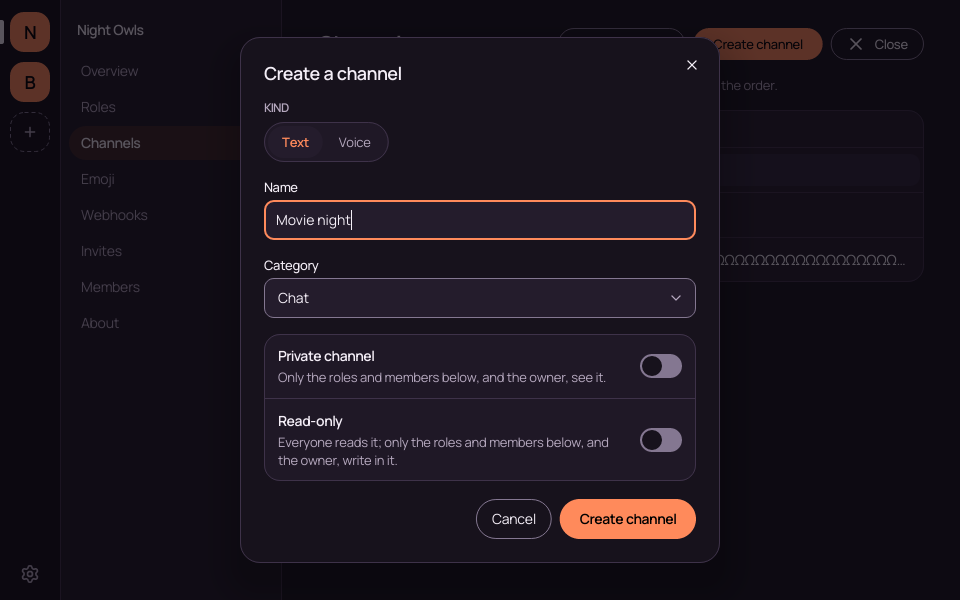 N
Night Owls
Create channel
Close
B
Overview
the order.
Roles
Channels
Emoji
Webhooks
Invites
Members
About
Create a channel
KIND
Text
Voice
Name
Movie night
Category
Chat
Private channel
Only the roles and members below, and the owner, see it.
Read-only
Everyone reads it; only the roles and members below, and
the owner, write in it.
Cancel
Create channel